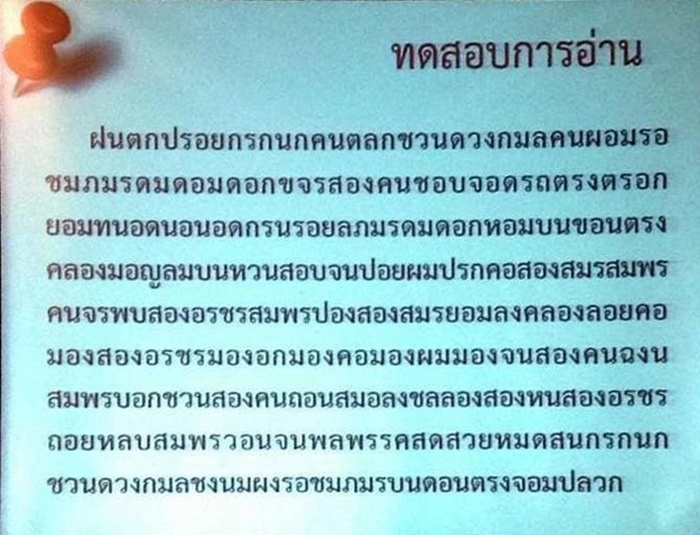 ทดสอบการอ่าน
ฝนตกปรอยกรกนกคนตลกชวนดวงกมลคนผอมรอ
ชมภมรดมดอมดอกขจรสองคนชอบจอดรถตรงตรอก
ยอมทนอดนอนอดกรนรอยลภมรดมดอกหอมบนขอนตรง
คลองมอญลมบนหวนสอบจนปอยผมปรกคอสองสมรสมพร
คนจรพบสองอรชรสมพรปองสองสมรยอมลงคลองลอยคอ
มองสองอรชรมองอกมองคอมองผมมองจนสองคนฉงน
สมพรบอกชวนสองคนถอนสมอลงชลลองสองหนสองอรชร
ถอยหลบสมพรวอนจนพลพรรคสดสวยหมดสนกรกนก
ชวนดวงกมลชงนมผงรอชมภมรบนดอนตรงจอมปลวก